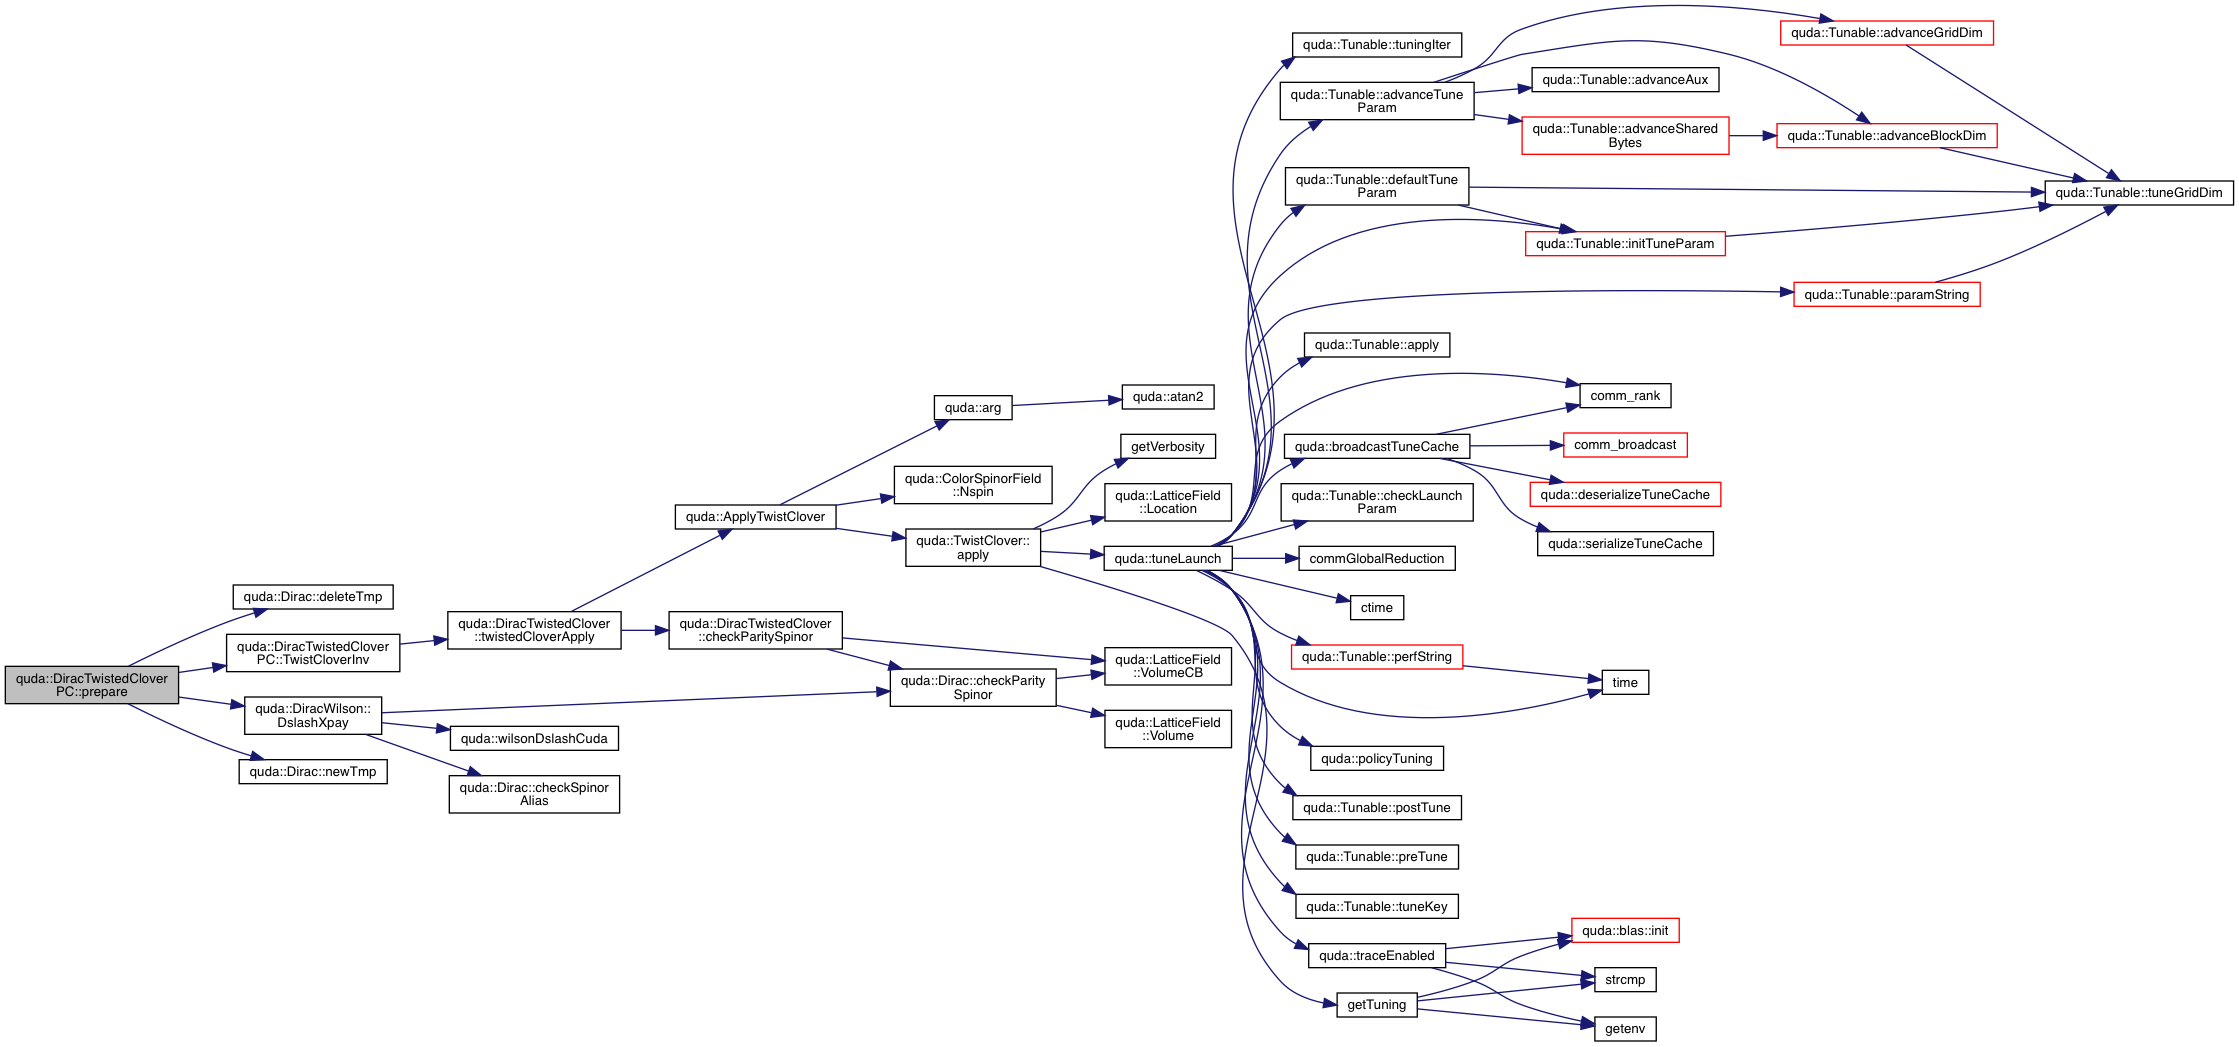 quda::DiracTwistedClover
PC::prepare
quda::Dirac::deleteTmp
quda::DiracTwistedClover
PC::TwistCloverInv
quda::DiracWilson::
DslashXpay
quda::Dirac::newTmp
quda::DiracTwistedClover
::twistedCloverApply
quda::wilsonDslashCuda
quda::Dirac::checkSpinor
Alias
quda::ApplyTwistClover
quda::DiracTwistedClover
::checkParitySpinor
quda::arg
quda::ColorSpinorField
::Nspin
quda::TwistClover::
apply
quda::Dirac::checkParity
Spinor
quda::atan2
getVerbosity
quda::LatticeField
::Location
quda::tuneLaunch
quda::LatticeField
::VolumeCB
quda::LatticeField
::Volume
quda::Tunable::tuningIter
quda::Tunable::advanceTune
Param
quda::Tunable::defaultTune
Param
quda::Tunable::apply
quda::broadcastTuneCache
quda::Tunable::checkLaunch
Param
commGlobalReduction
ctime
quda::Tunable::perfString
quda::policyTuning
quda::Tunable::postTune
quda::Tunable::preTune
quda::Tunable::tuneKey
quda::traceEnabled
getTuning
quda::Tunable::advanceAux
quda::Tunable::advanceShared
Bytes
quda::Tunable::initTuneParam
comm_rank
comm_broadcast
quda::deserializeTuneCache
quda::serializeTuneCache
time
quda::blas::init
strcmp
getenv
quda::Tunable::advanceGridDim
quda::Tunable::advanceBlockDim
quda::Tunable::paramString
quda::Tunable::tuneGridDim